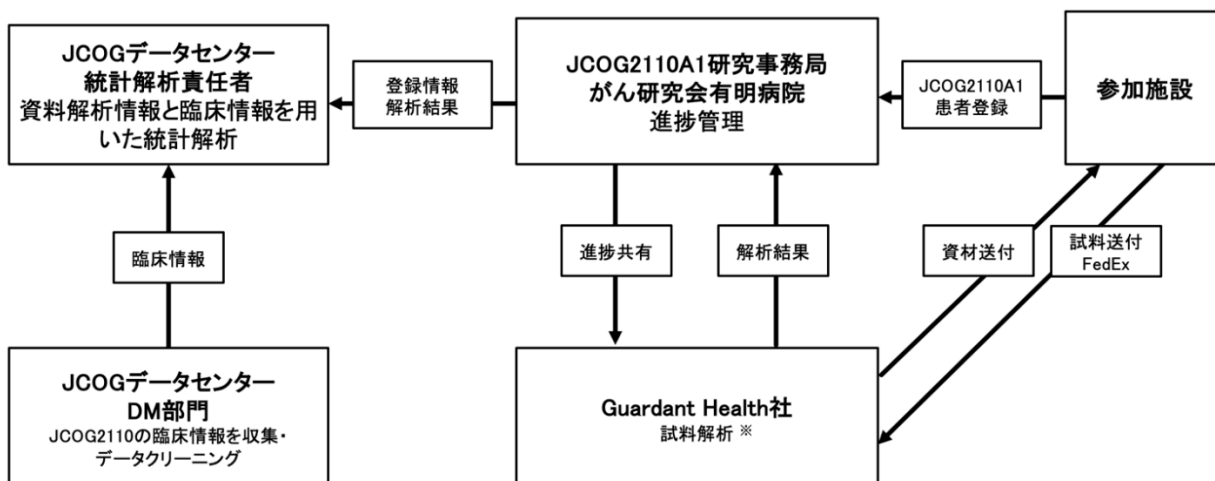 JCOGデータセンター
統計解析責任者
資料解析情報と臨床情報を用
いた統計解析
登録情報
解析結果
JCOG2110A1研究事務局
がん研究会有明病院
進捗管理
JCOG2110A1
患者登録
参加施設
臨床情報
進捗共有
解析結果
資材送付
試料送付
FedEx
JCOGデータセンター
DM部門
JCOG2110の臨床情報を収集・
データクリーニング
Guardant Health社
試料解析 ※